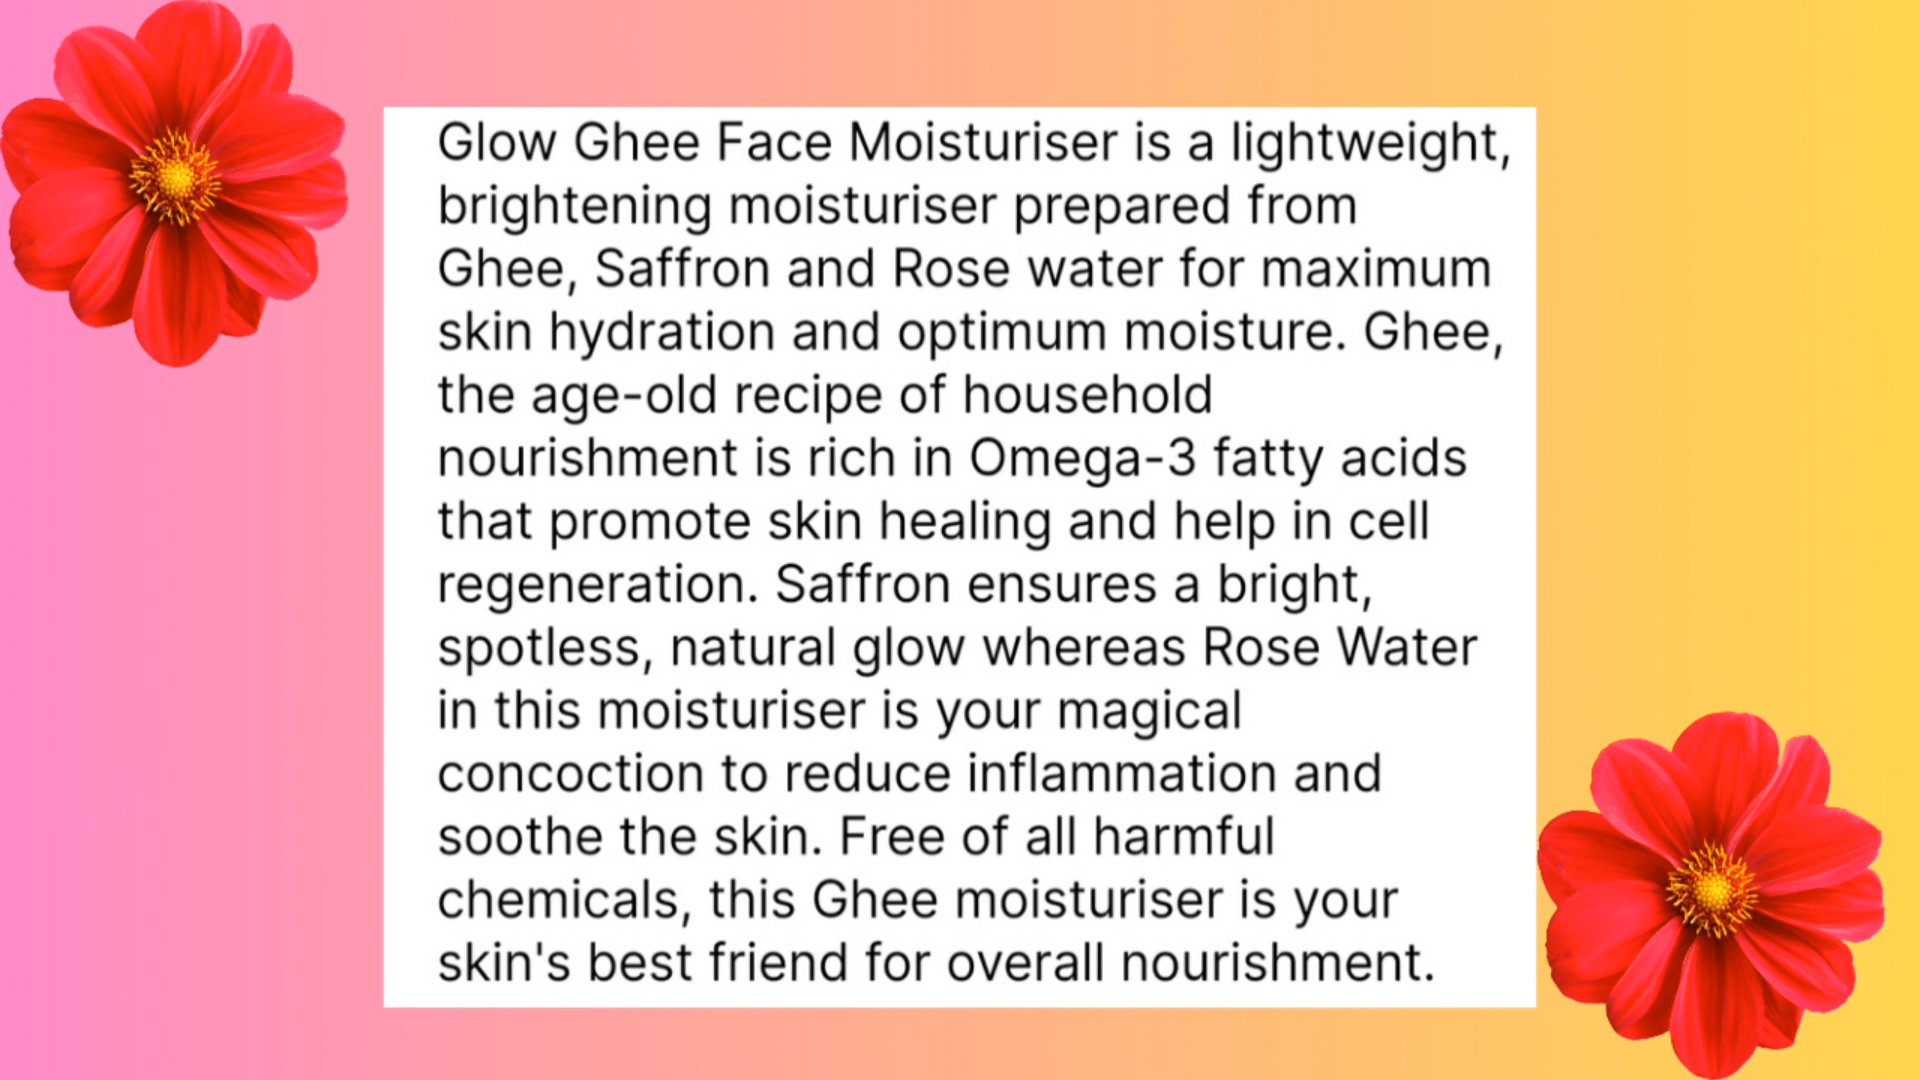 Glow Ghee Face Moisturiser is a lightweight,
brightening moisturiser prepared from
Ghee, Saffron and Rose water for maximum
skin hydration and optimum moisture. Ghee,
the age-old recipe of household
nourishment is rich in Omega-3 fatty acids
that promote skin healing and help in cell
regeneration. Saffron ensures a bright,
spotless, natural glow whereas Rose Water
in this moisturiser is your magical
concoction to reduce inflammation and
soothe the skin. Free of all harmful
chemicals, this Ghee moisturiser is your
skin's best friend for overall nourishment.